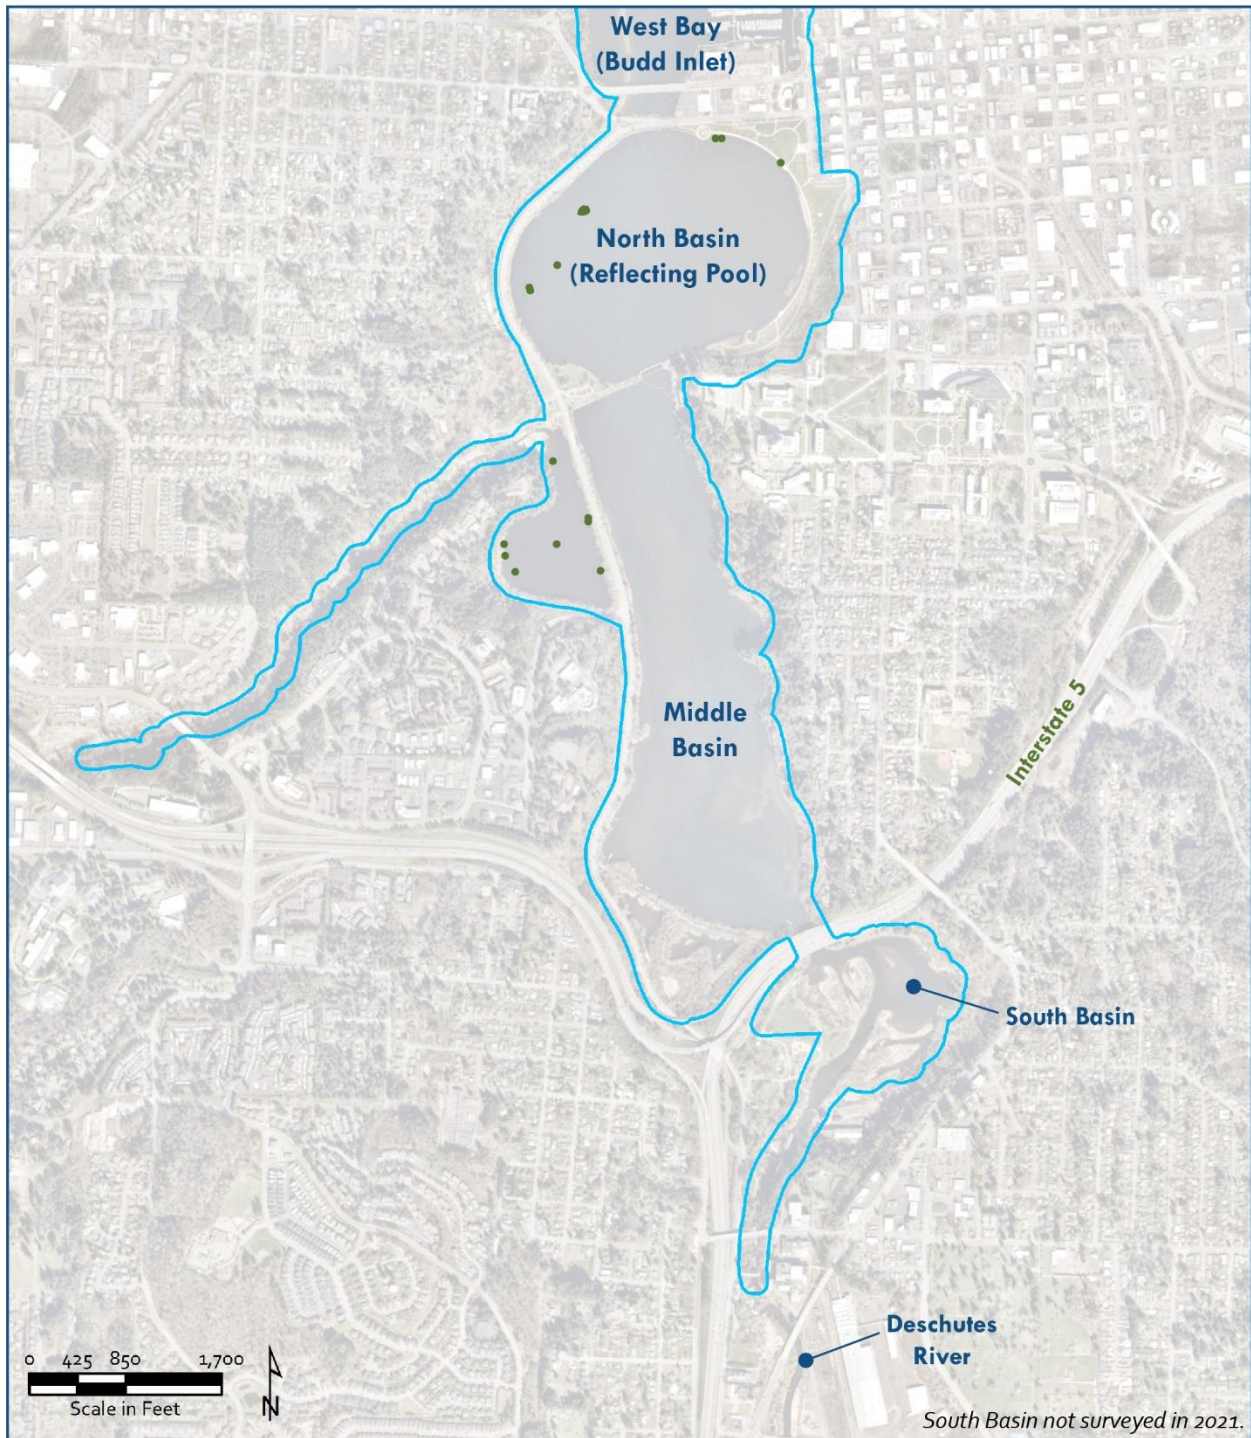 West Bay
(Budd Inlet)
North Basin
(Reflecting Pool)
Middle
Basin
Interstate 5
South Basin
Deschutes
River
0 425 850 1,700
Scale in Feet
N
South Basin not surveyed in 2021.